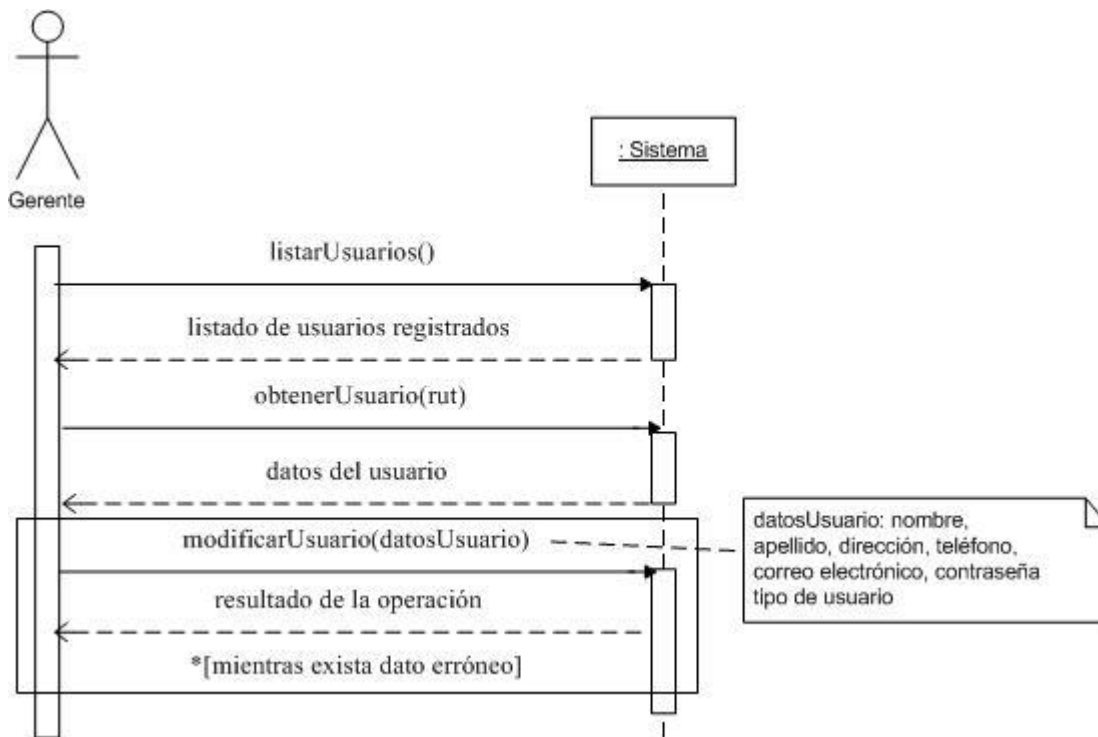 Gerente
: Sistema
listarUsuarios()
listado de usuarios registrados
obtenerUsuario(rut)
datos del usuario
modificarUsuario(datosUsuario)
datosUsuario: nombre,
apellido, dirección, teléfono,
correo electrónico, contraseña
tipo de usuario
resultado de la operación
*[mientras exista dato erróneo]